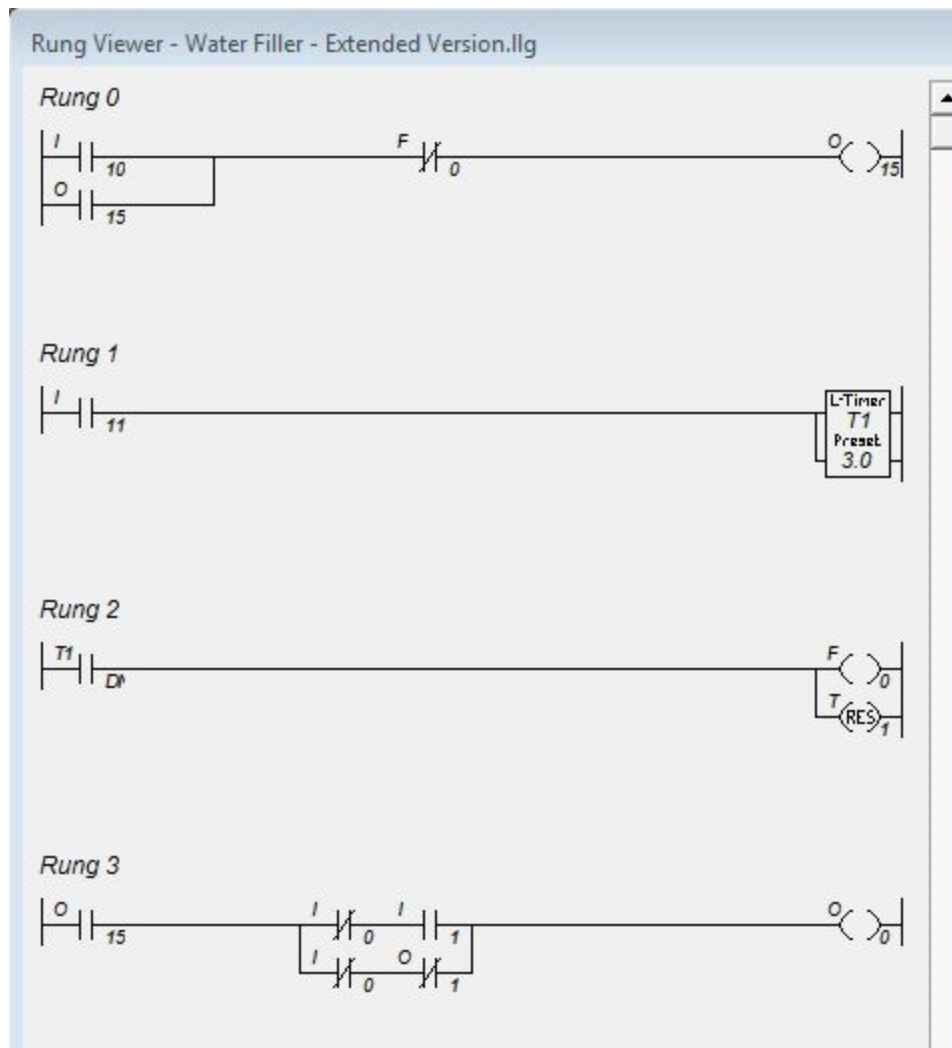 Rung Viewer - Water Filler - Extended Version.llg
Rung 0
I 10 F 0 O 15
O 15
Rung 1
I 11 L-Timer
T1
Preset
3.0
Rung 2
T1 DN F 0
T RES 1
Rung 3
O 15 I 0 I 1 O 0
I 0 O 1